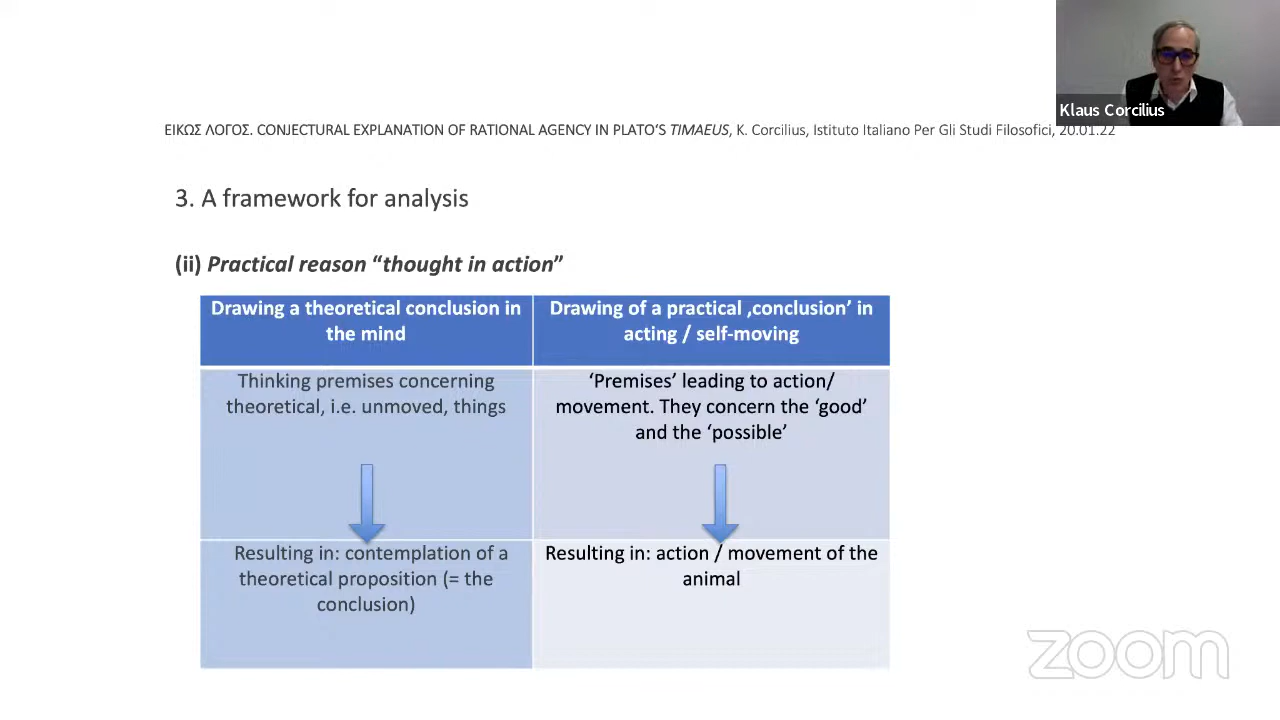 Klaus Corcilius
ΕΙΚΩΣ ΛΟΓΟΣ. CONJECTURAL EXPLANATION OF RATIONAL AGENCY IN PLATO'S TIMAEUS, K. Corcilius, Istituto Italiano Per Gli Studi Filosofici, 20.01.22
3. A framework for analysis
(ii) Practical reason “thought in action”
Drawing a theoretical conclusion in
the mind
Drawing of a practical ‚conclusion’ in
acting / self-moving
Thinking premises concerning
theoretical, i.e. unmoved, things
‘Premises’ leading to action/
movement. They concern the ‘good’
and the ‘possible’
Resulting in: contemplation of a
theoretical proposition (= the
conclusion)
Resulting in: action / movement of the
animal
zoom